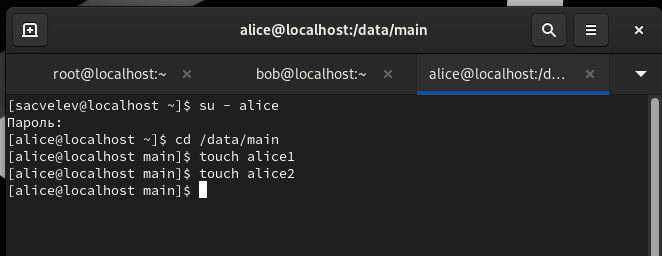 alice@localhost:/data/main
root@localhost:~
bob@localhost:~
alice@localhost:/d...
[sacvelev@localhost ~]$ su - alice
Пароль:
[alice@localhost ~]$ cd /data/main
[alice@localhost main]$ touch alice1
[alice@localhost main]$ touch alice2
[alice@localhost main]$